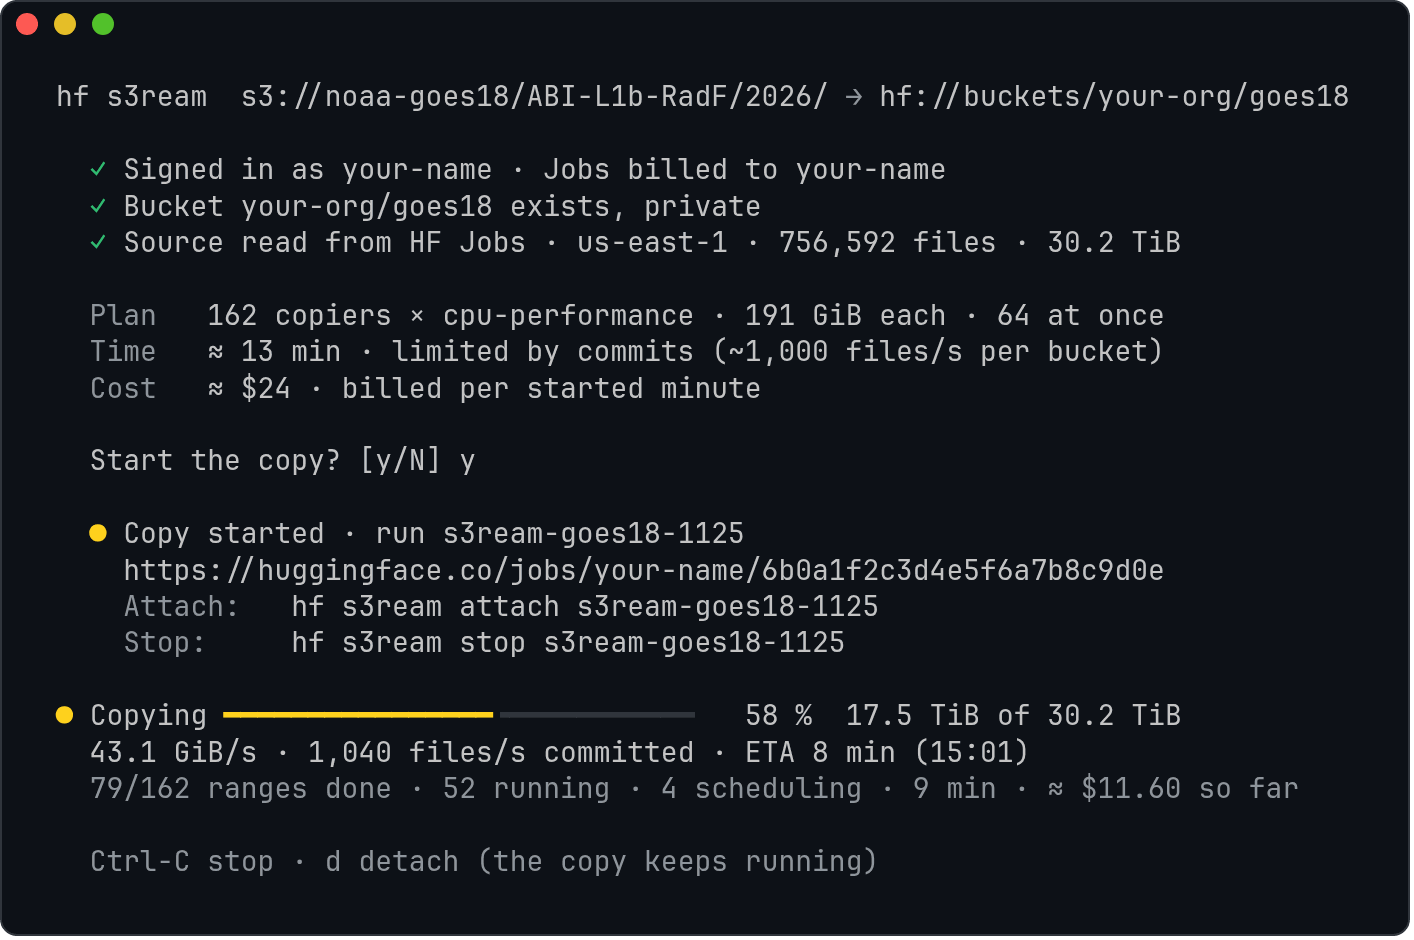 hf s3ream  s3://noaa-goes18/ABI-L1b-RadF/2026/ → hf://buckets/your-org/goes18
✓ Signed in as your-name · Jobs billed to your-name
✓ Bucket your-org/goes18 exists, private
✓ Source read from HF Jobs · us-east-1 · 756,592 files · 30.2 TiB
Plan   162 copiers × cpu-performance · 191 GiB each · 64 at once
Time   ≈ 13 min · limited by commits (~1,000 files/s per bucket)
Cost   ≈ $24 · billed per started minute
Start the copy? [y/N] y
● Copy started · run s3ream-goes18-1125
https://huggingface.co/jobs/your-name/6b0a1f2c3d4e5f6a7b8c9d0e
Attach:   hf s3ream attach s3ream-goes18-1125
Stop:     hf s3ream stop s3ream-goes18-1125
● Copying   58 %  17.5 TiB of 30.2 TiB
43.1 GiB/s · 1,040 files/s committed · ETA 8 min (15:01)
79/162 ranges done · 52 running · 4 scheduling · 9 min · ≈ $11.60 so far
Ctrl-C stop · d detach (the copy keeps running)